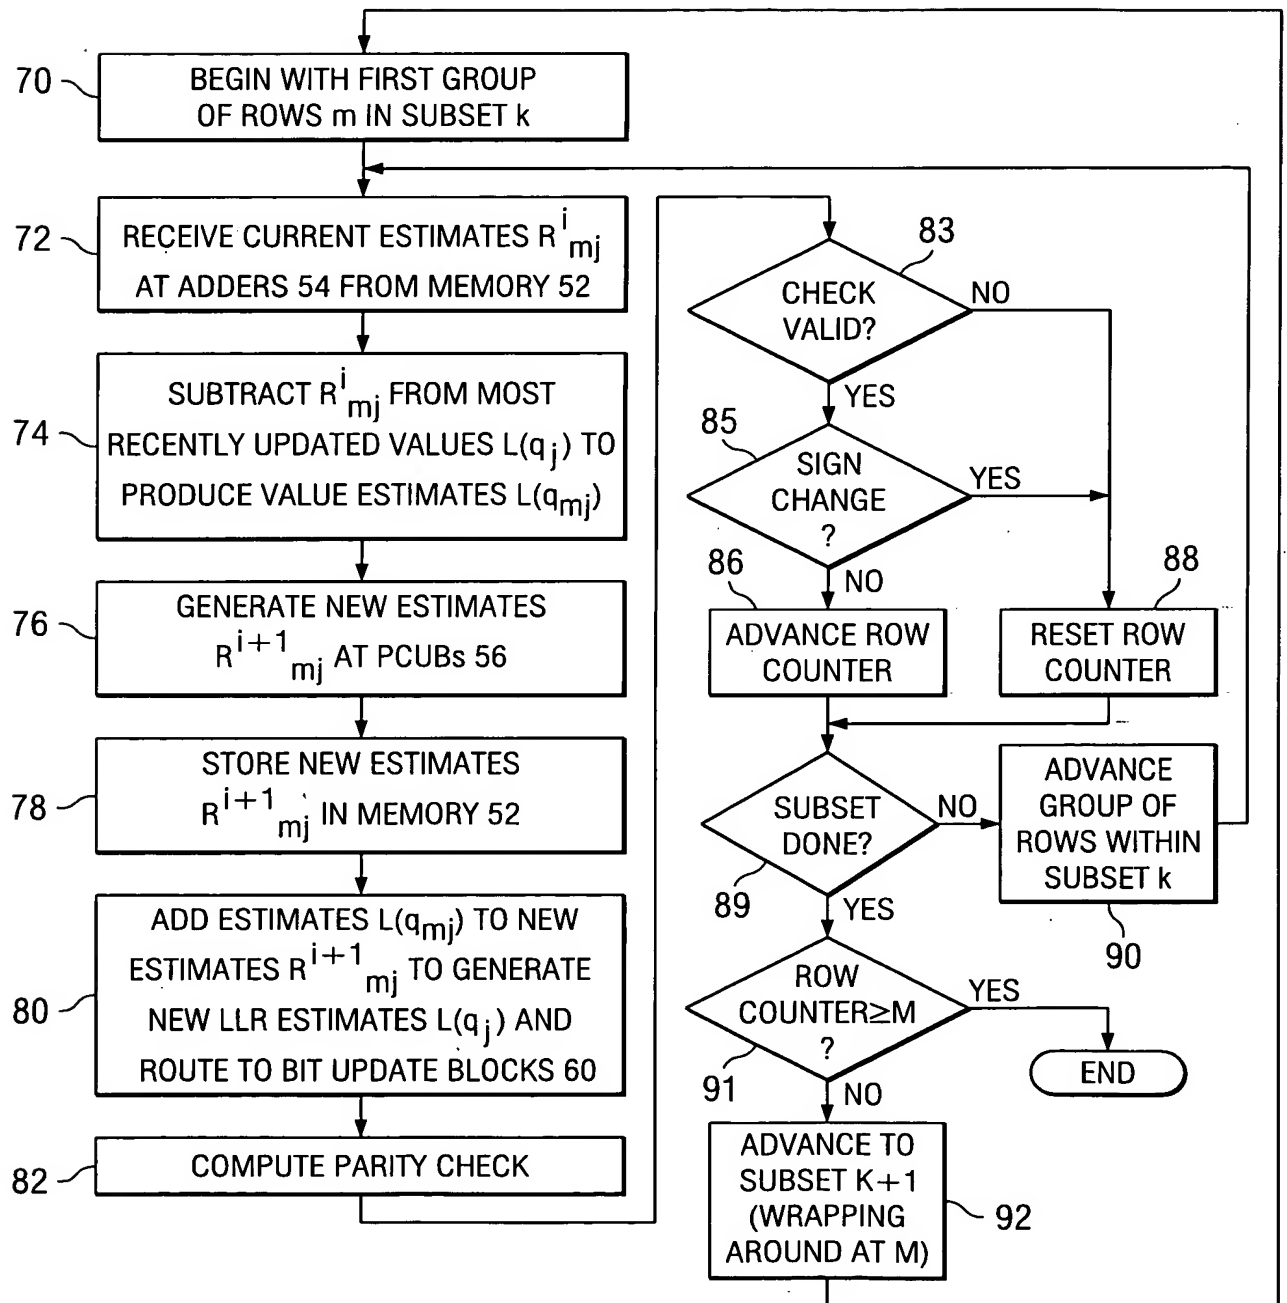 70
BEGIN WITH FIRST GROUP
OF ROWS m IN SUBSET k
72
RECEIVE CURRENT ESTIMATES R^i_mj
AT ADDERS 54 FROM MEMORY 52
74
SUBTRACT R^i_mj FROM MOST
RECENTLY UPDATED VALUES L(q_j) TO
PRODUCE VALUE ESTIMATES L(q_mj)
76
GENERATE NEW ESTIMATES
R^i+1_mj AT PCUBs 56
78
STORE NEW ESTIMATES
R^i+1_mj IN MEMORY 52
80
ADD ESTIMATES L(q_mj) TO NEW
ESTIMATES R^i+1_mj TO GENERATE
NEW LLR ESTIMATES L(q_j) AND
ROUTE TO BIT UPDATE BLOCKS 60
82
COMPUTE PARITY CHECK
83
CHECK
VALID?
NO
YES
85
SIGN
CHANGE
?
YES
NO
86
ADVANCE ROW
COUNTER
88
RESET ROW
COUNTER
SUBSET
DONE?
89
NO
YES
ADVANCE
GROUP OF
ROWS WITHIN
SUBSET k
90
ROW
COUNTER≥M
?
91
YES
NO
END
ADVANCE TO
SUBSET K+1
(WRAPPING
AROUND AT M)
92